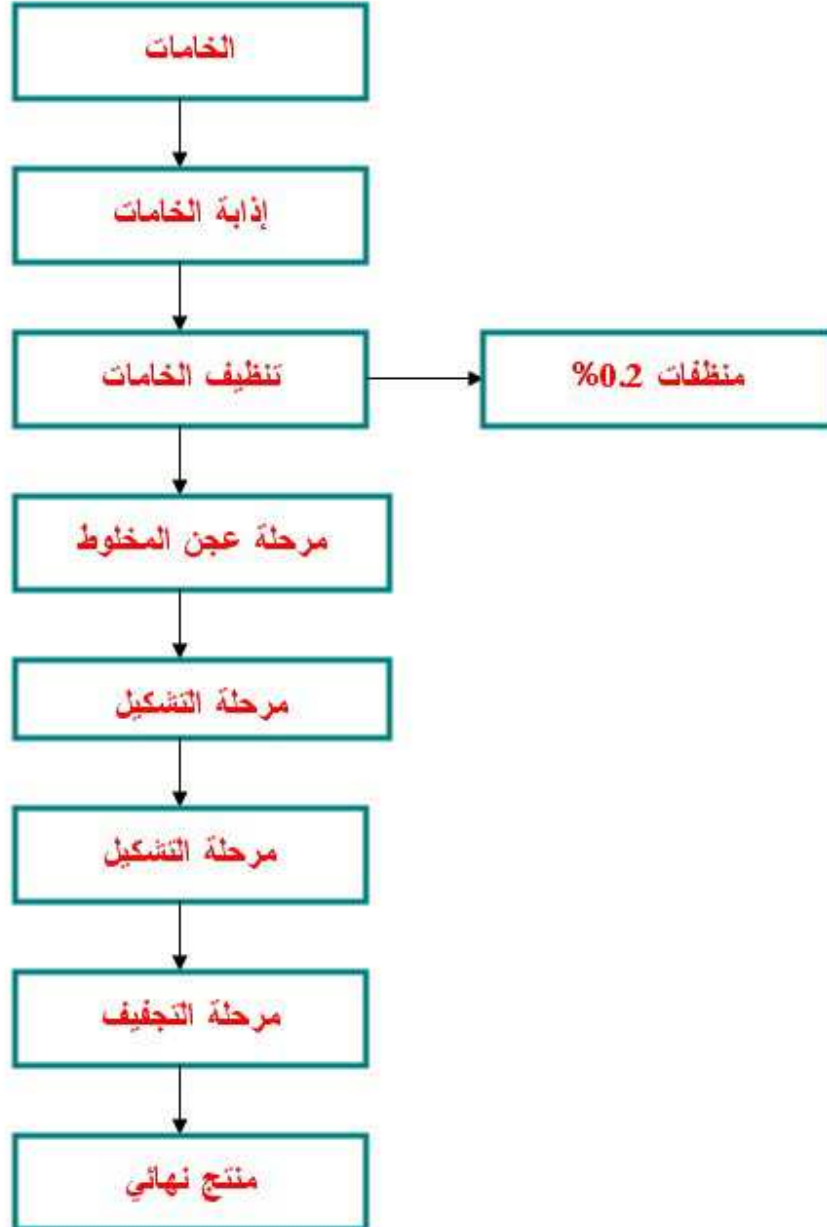 الخامات
إذابة الخامات
تنظيف الخامات
منظفات 0.2%
مرحلة عجن المخلوط
مرحلة التشكيل
مرحلة التشكيل
مرحلة التجفيف
منتج نهائي